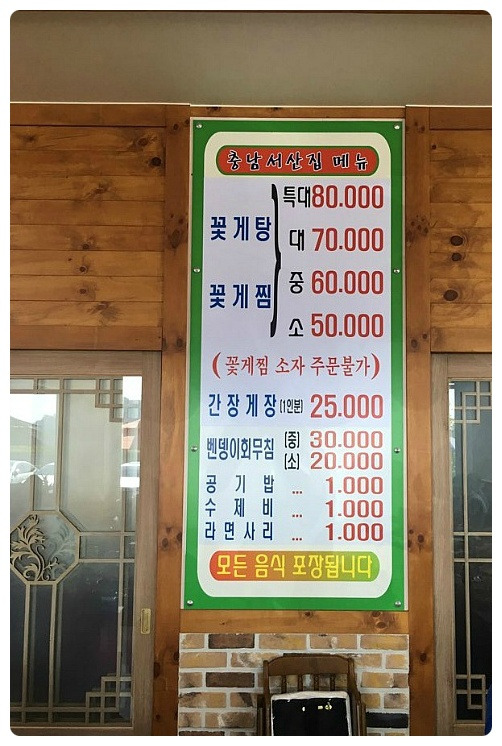 충남서산집 메뉴
꽃게탕
꽃게찜
특대 80.000
대 70.000
중 60.000
소 50.000
(꽃게찜 소자 주문불가)
간장게장 (1인분) 25.000
벤뎅이회무침 (중) 30.000
(소) 20.000
공기밥 ... 1.000
수제비 ... 1.000
라면사리 ... 1.000
모든 음식 포장됩니다